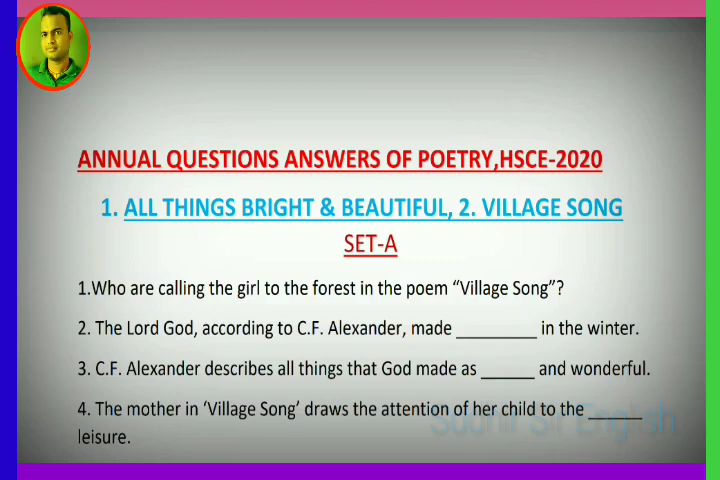 ANNUAL QUESTIONS ANSWERS OF POETRY,HSCE-2020
1. ALL THINGS BRIGHT & BEAUTIFUL, 2. VILLAGE SONG
SET-A
1.Who are calling the girl to the forest in the poem “Village Song”?
2. The Lord God, according to C.F. Alexander, made _________ in the winter.
3. C.F. Alexander describes all things that God made as ______ and wonderful.
4. The mother in ‘Village Song’ draws the attention of her child to the ______
leisure.
Sudhir Sir English